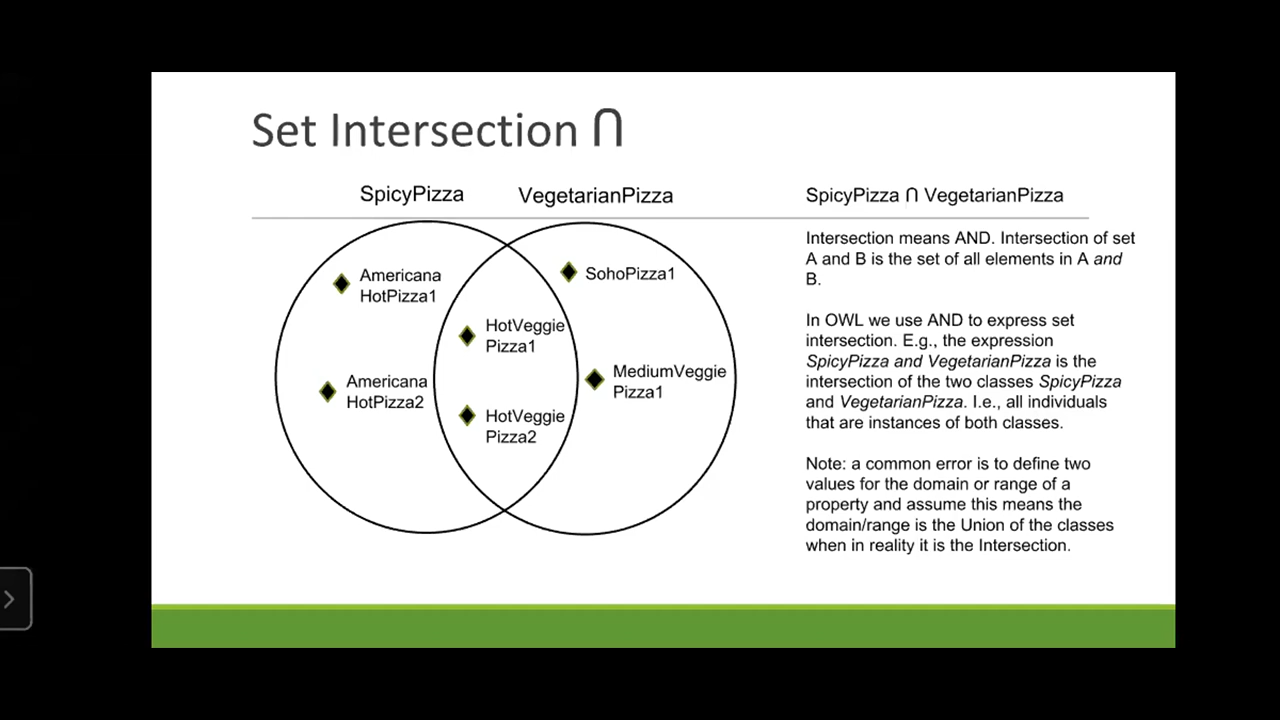 Set Intersection ∩
SpicyPizza
VegetarianPizza
Americana
HotPizza1
Americana
HotPizza2
HotVeggie
Pizza1
HotVeggie
Pizza2
SohoPizza1
MediumVeggie
Pizza1
SpicyPizza ∩ VegetarianPizza
Intersection means AND. Intersection of set
A and B is the set of all elements in A and
B.
In OWL we use AND to express set
intersection. E.g., the expression
SpicyPizza and VegetarianPizza is the
intersection of the two classes SpicyPizza
and VegetarianPizza. I.e., all individuals
that are instances of both classes.
Note: a common error is to define two
values for the domain or range of a
property and assume this means the
domain/range is the Union of the classes
when in reality it is the Intersection.